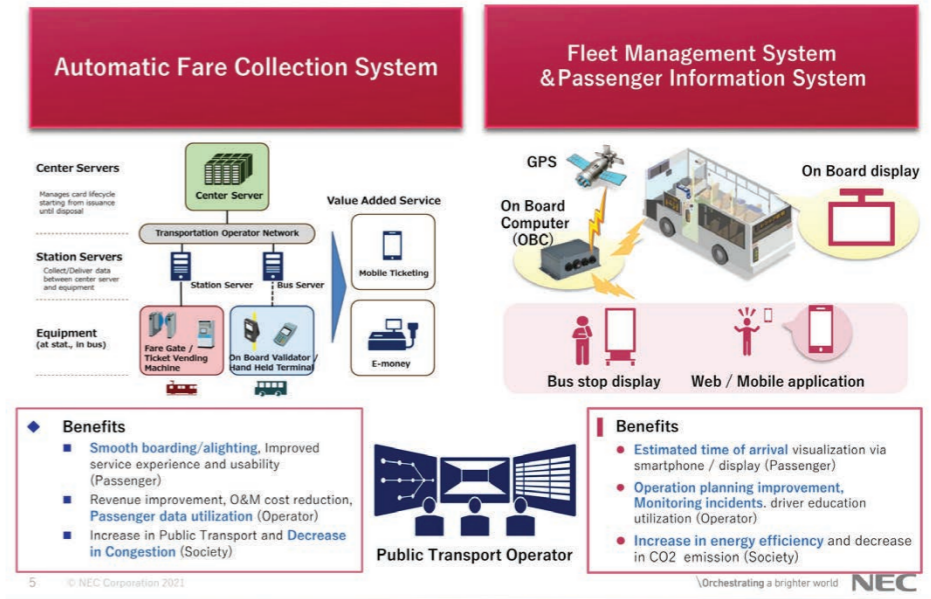 Automatic Fare Collection System
Fleet Management System
&Passenger Information System
Center Servers
Manages card lifecycle
starting from issuance
until disposal
Center Server
Transportation Operator Network
Station Servers
Collect/Deliver data
between center server
and equipment
Station Server
Bus Server
Equipment
(at stat., in bus)
Fare Gate /
Ticket Vending
Machine
On Board Validator /
Hand Held Terminal
Value Added Service
Mobile Ticketing
E-money
GPS
On Board
Computer
(OBC)
On Board display
Bus stop display
Web / Mobile application
Benefits
Smooth boarding/alighting, Improved
service experience and usability
(Passenger)
Revenue improvement, O&M cost reduction,
Passenger data utilization (Operator)
Increase in Public Transport and Decrease
in Congestion (Society)
Public Transport Operator
Benefits
Estimated time of arrival visualization via
smartphone / display (Passenger)
Operation planning improvement,
Monitoring incidents. driver education
utilization (Operator)
Increase in energy efficiency and decrease
in CO2 emission (Society)
5 © NEC Corporation 2021
\Orchestrating a brighter world NEC